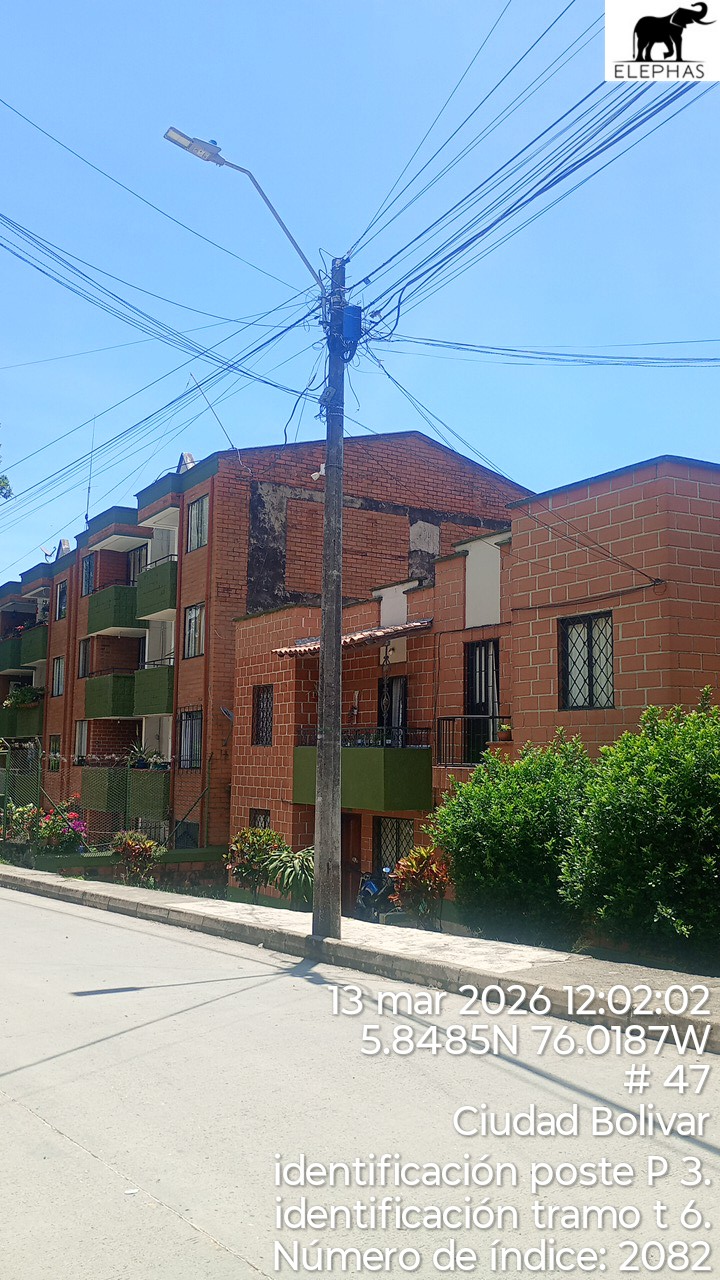 ELEPHAS
13 mar 2026 12:02:02
5.8485N 76.0187W
# 47
Ciudad Bolivar
identificación poste P 3.
identificación tramo t 6.
Número de índice: 2082